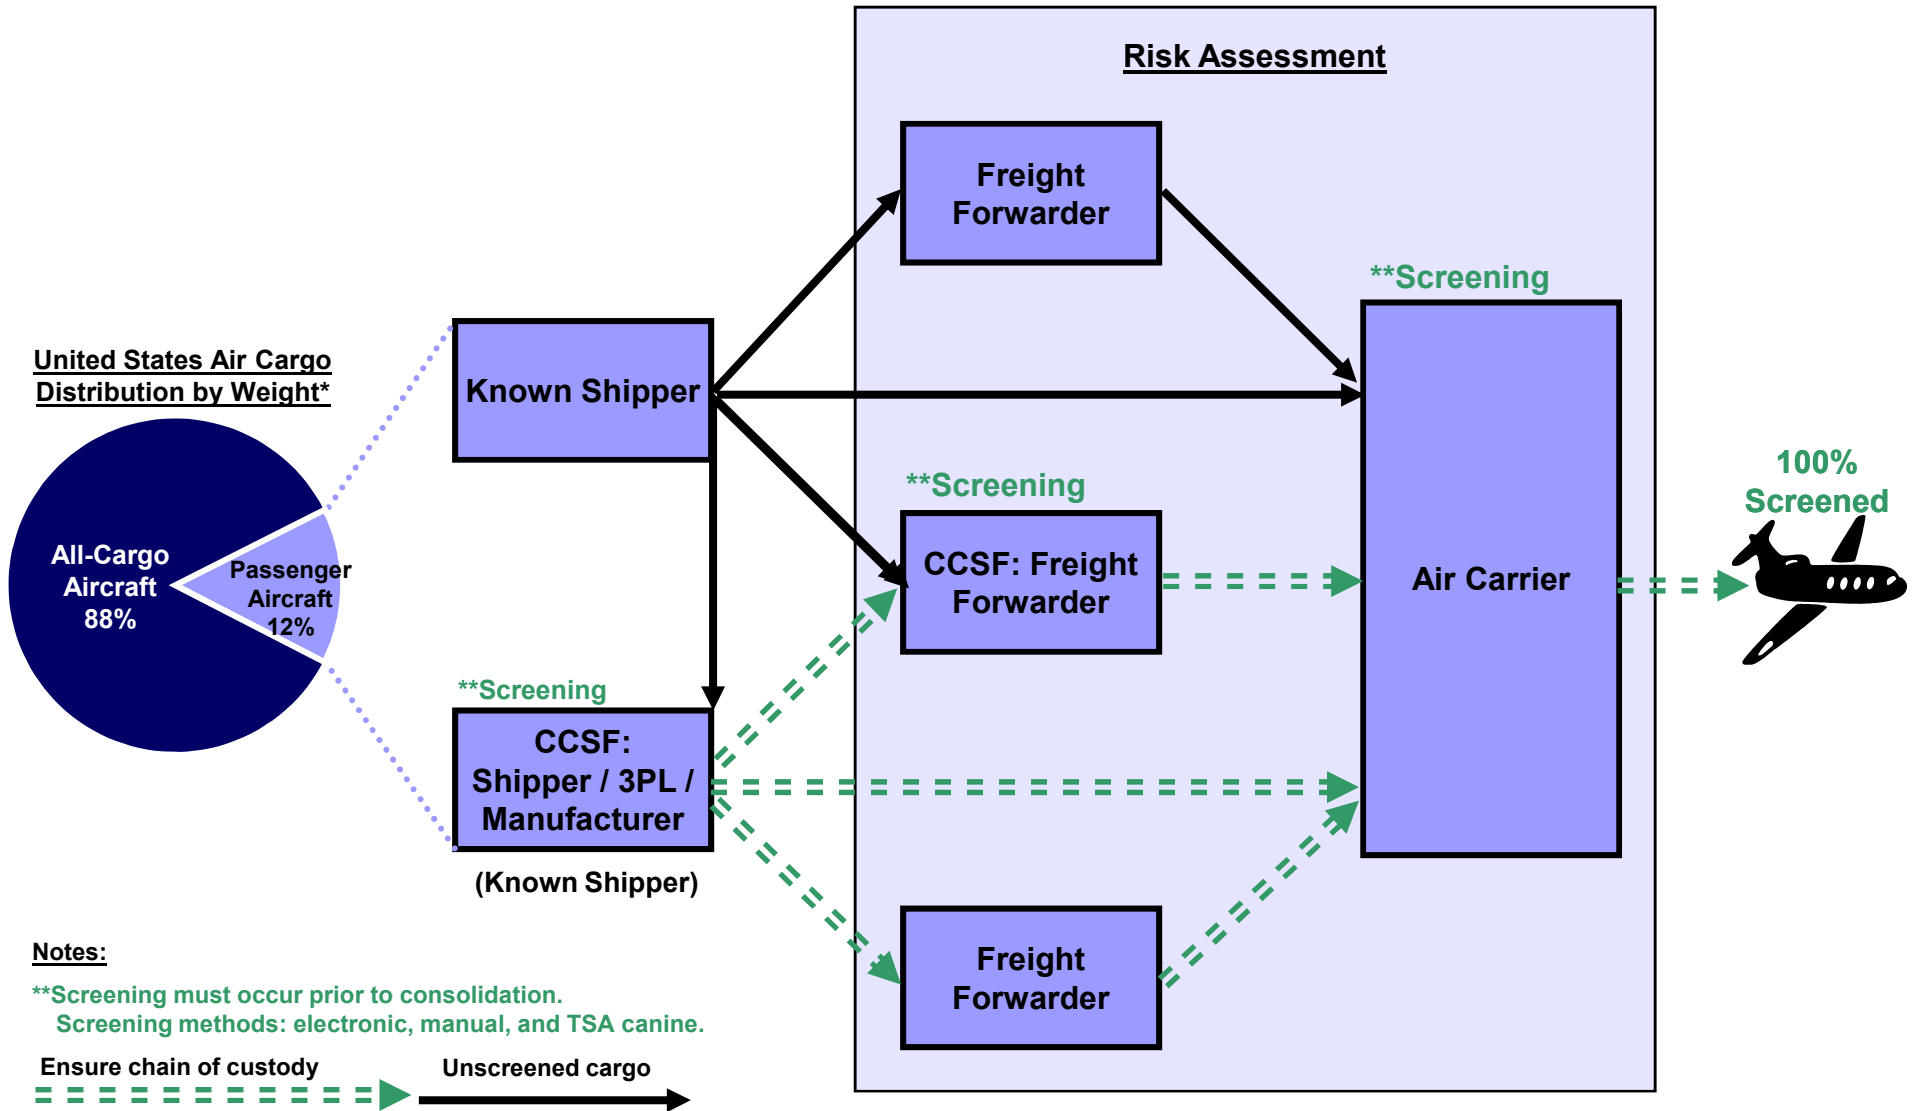 Risk Assessment
Freight
Forwarder
**Screening
United States Air Cargo
Distribution by Weight*
Known Shipper
All-Cargo
Aircraft
88%
Passenger
Aircraft
12%
**Screening
CCSF: Freight
Forwarder
Air Carrier
100%
Screened
**Screening
CCSF:
Shipper / 3PL /
Manufacturer
(Known Shipper)
Freight
Forwarder
Notes:
**Screening must occur prior to consolidation.
Screening methods: electronic, manual, and TSA canine.
Ensure chain of custody
Unscreened cargo